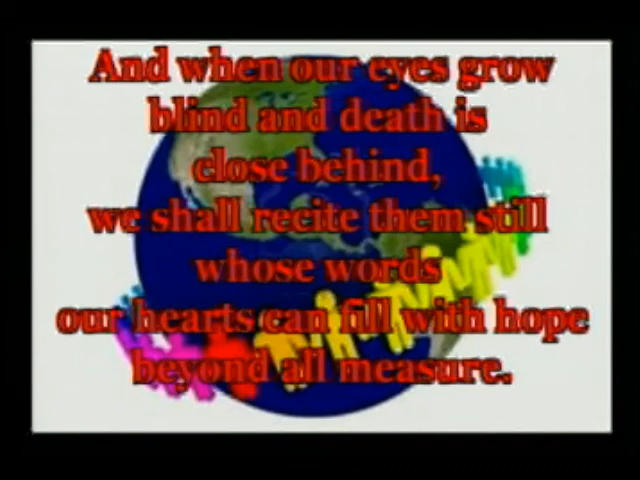 And when our eyes grow
blind and death is
close behind,
we shall recite them still
whose words
our hearts can fill with hope
beyond all measure.